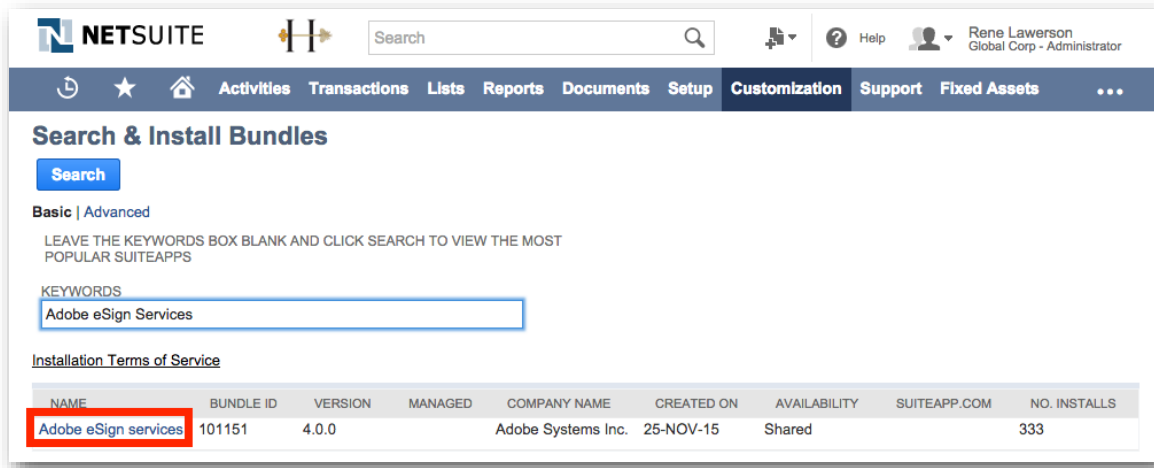 NETSUITE Search Help Rene Lawerson
Global Corp - Administrator
Activities Transactions Lists Reports Documents Setup Customization Support Fixed Assets •••
Search & Install Bundles
Search
Basic | Advanced
LEAVE THE KEYWORDS BOX BLANK AND CLICK SEARCH TO VIEW THE MOST
POPULAR SUITEAPPS
KEYWORDS
Adobe eSign Services
Installation Terms of Service
NAME BUNDLE ID VERSION MANAGED COMPANY NAME CREATED ON AVAILABILITY SUITEAPP.COM NO. INSTALLS
Adobe eSign services 101151 4.0.0 Adobe Systems Inc. 25-NOV-15 Shared 333